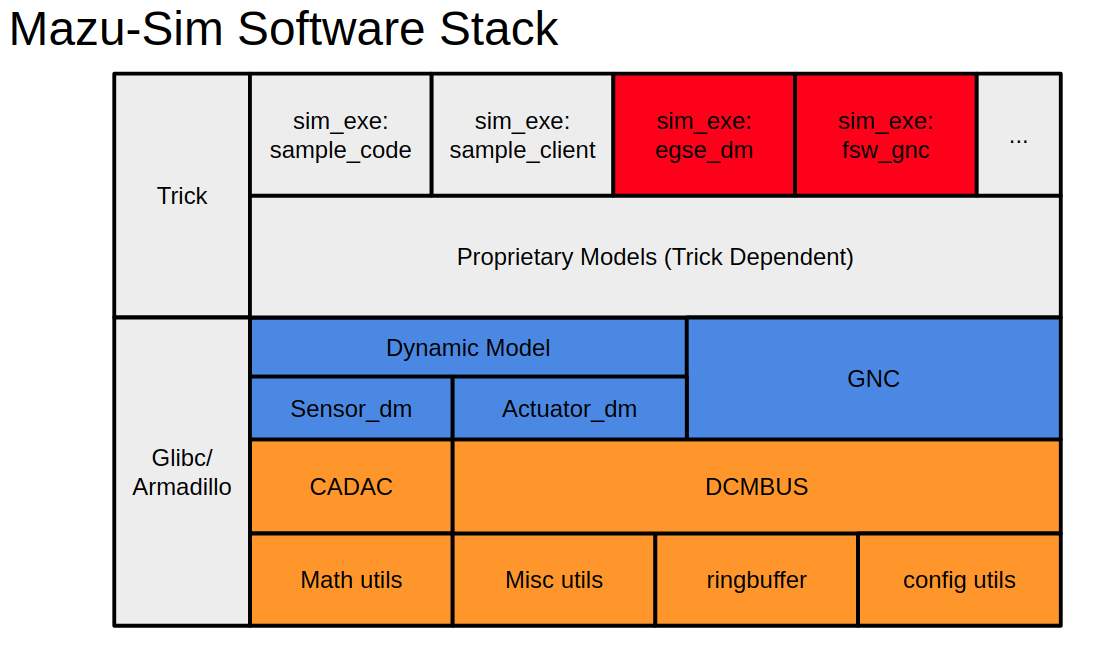 Mazu-Sim Software Stack
Trick
sim_exe:
sample_code
sim_exe:
sample_client
sim_exe:
egse_dm
sim_exe:
fsw_gnc
...
Proprietary Models (Trick Dependent)
Glibc/
Armadillo
Dynamic Model
GNC
Sensor_dm
Actuator_dm
CADAC
DCMBUS
Math utils
Misc utils
ringbuffer
config utils